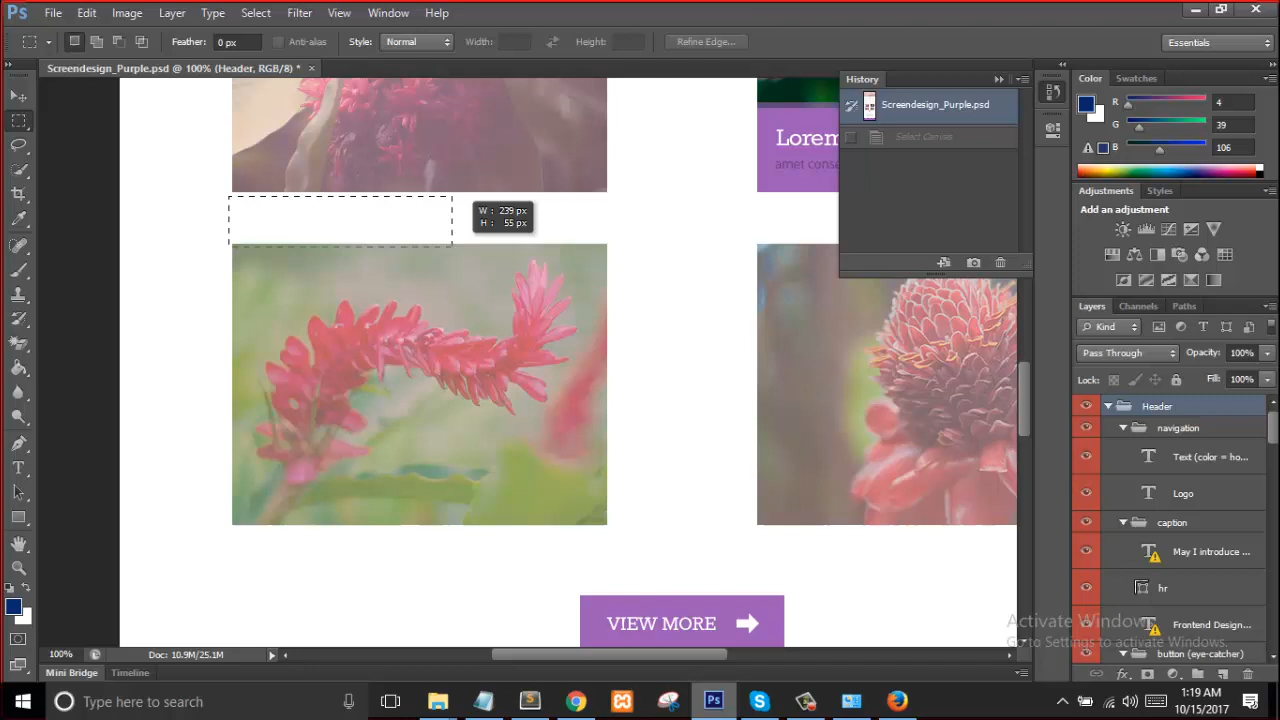 Ps File Edit Image Layer Type Select Filter View Window Help
Feather: 0 px Anti-alias Style: Normal Width: Height: Refine Edge... Essentials
Screendesign_Purple.psd @ 100% (Header, RGB/8) * ×
History
Screendesign_Purple.psd
Select Canvas
Color Swatches
R 4
G 39
B 106
Adjustments Styles
Add an adjustment
Layers Channels Paths
Kind
Pass Through Opacity: 100%
Lock: Fill: 100%
Header
navigation
Text (color = ho...
Logo
caption
May I introduce ...
hr
Frontend Design...
button (eye-catcher)
Lorem
amet conse
W: 239 px
H: 55 px
VIEW MORE
Activate Windows
Go to Settings to activate Windows.
100% Doc: 10.9M/25.1M
Mini Bridge Timeline
Type here to search
Ps
1:19 AM
10/15/2017